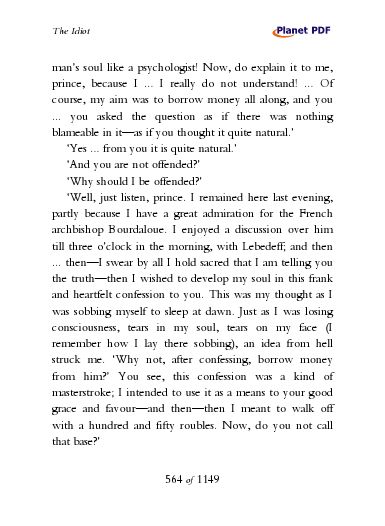 The Idiot
Planet PDF
man's soul like a psychologist! Now, do explain it to me,
prince, because I ... I really do not understand! ... Of
course, my aim was to borrow money all along, and you
... you asked the question as if there was nothing
blameable in it—as if you thought it quite natural.'
'Yes ... from you it is quite natural.'
'And you are not offended?'
'Why should I be offended?'
'Well, just listen, prince. I remained here last evening,
partly because I have a great admiration for the French
archbishop Bourdaloue. I enjoyed a discussion over him
till three o'clock in the morning, with Lebedeff; and then
... then—I swear by all I hold sacred that I am telling you
the truth—then I wished to develop my soul in this frank
and heartfelt confession to you. This was my thought as I
was sobbing myself to sleep at dawn. Just as I was losing
consciousness, tears in my soul, tears on my face (I
remember how I lay there sobbing), an idea from hell
struck me. 'Why not, after confessing, borrow money
from him?' You see, this confession was a kind of
masterstroke; I intended to use it as a means to your good
grace and favour—and then—then I meant to walk off
with a hundred and fifty roubles. Now, do you not call
that base?'
564 of 1149